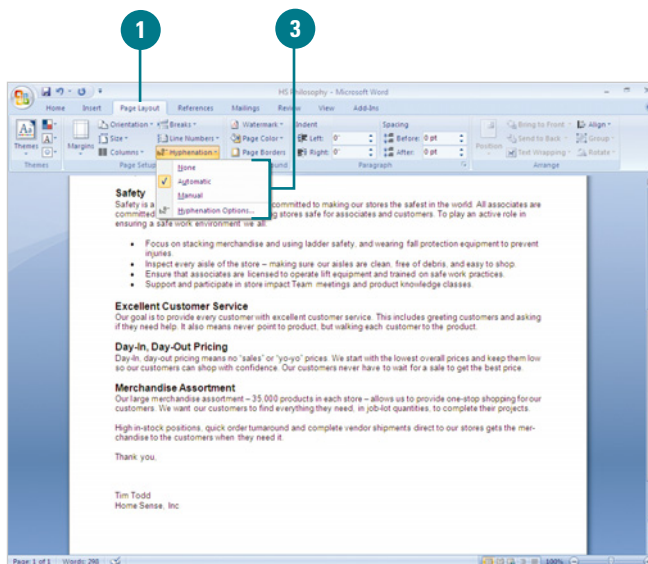 1
3
HS Philosophy - Microsoft Word
Home Insert Page Layout References Mailings Review View Add-Ins
Themes
Margins
Orientation
Size
Columns
Breaks
Line Numbers
Hyphenation
Watermark
Page Color
Page Borders
Indent
Left: 0"
Right: 0"
Spacing
Before: 0 pt
After: 0 pt
Position
Bring to Front
Send to Back
Text Wrapping
Align
Group
Rotate
Themes Page Setup Paragraph Arrange
None
Automatic
Manual
Hyphenation Options...
Safety
Safety is a committed to making our stores the safest in the world. All associates are
committed stores safe for associates and customers. To play an active role in
ensuring a safe work environment we all:
• Focus on stacking merchandise and using ladder safety, and wearing fall protection equipment to prevent
injuries.
• Inspect every aisle of the store – making sure our aisles are clean, free of debris, and easy to shop.
• Ensure that associates are licensed to operate lift equipment and trained on safe work practices.
• Support and participate in store impact Team meetings and product knowledge classes.
Excellent Customer Service
Our goal is to provide every customer with excellent customer service. This includes greeting customers and asking
if they need help. It also means never point to product, but walking each customer to the product.
Day-In, Day-Out Pricing
Day-In, day-out pricing means no "sales" or "yo-yo" prices. We start with the lowest overall prices and keep them low
so our customers can shop with confidence. Our customers never have to wait for a sale to get the best price.
Merchandise Assortment
Our large merchandise assortment – 35,000 products in each store – allows us to provide one-stop shopping for our
customers. We want our customers to find everything they need, in job-lot quantities, to complete their projects.
High in-stock positions, quick order turnaround and complete vendor shipments direct to our stores gets the mer-
chandise to the customers when they need it.
Thank you,
Tim Todd
Home Sense, Inc
Page: 1 of 1 Words: 298 100%